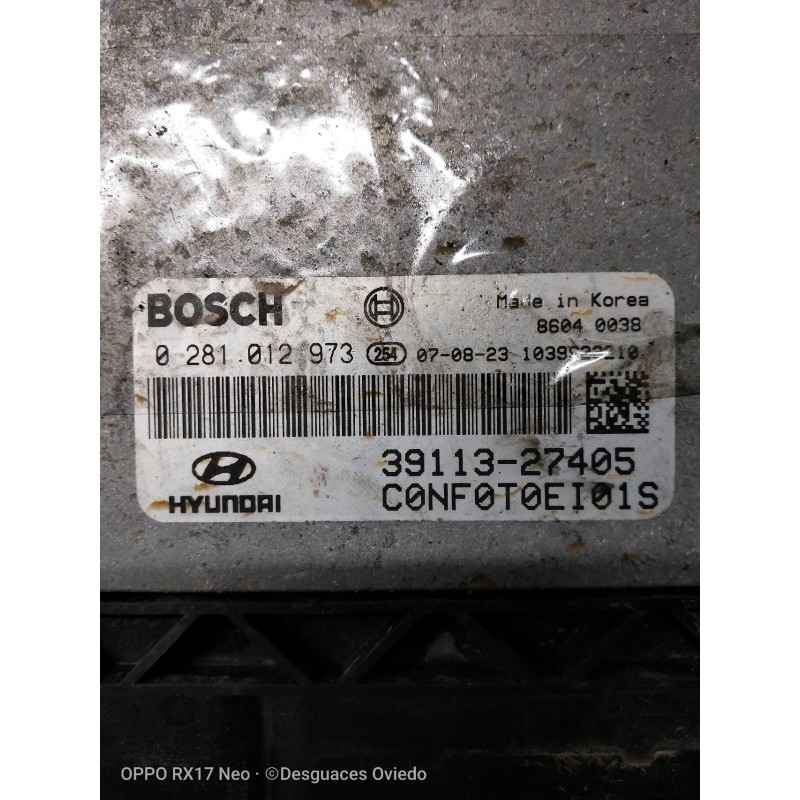 BOSCH Made in Korea
8604 0038
0 281.012 973 254 07-08-23
HYUNDAI 39113-27405
C0NF0T0EI01S
OPPO RX17 Neo · ©Desguaces Oviedo